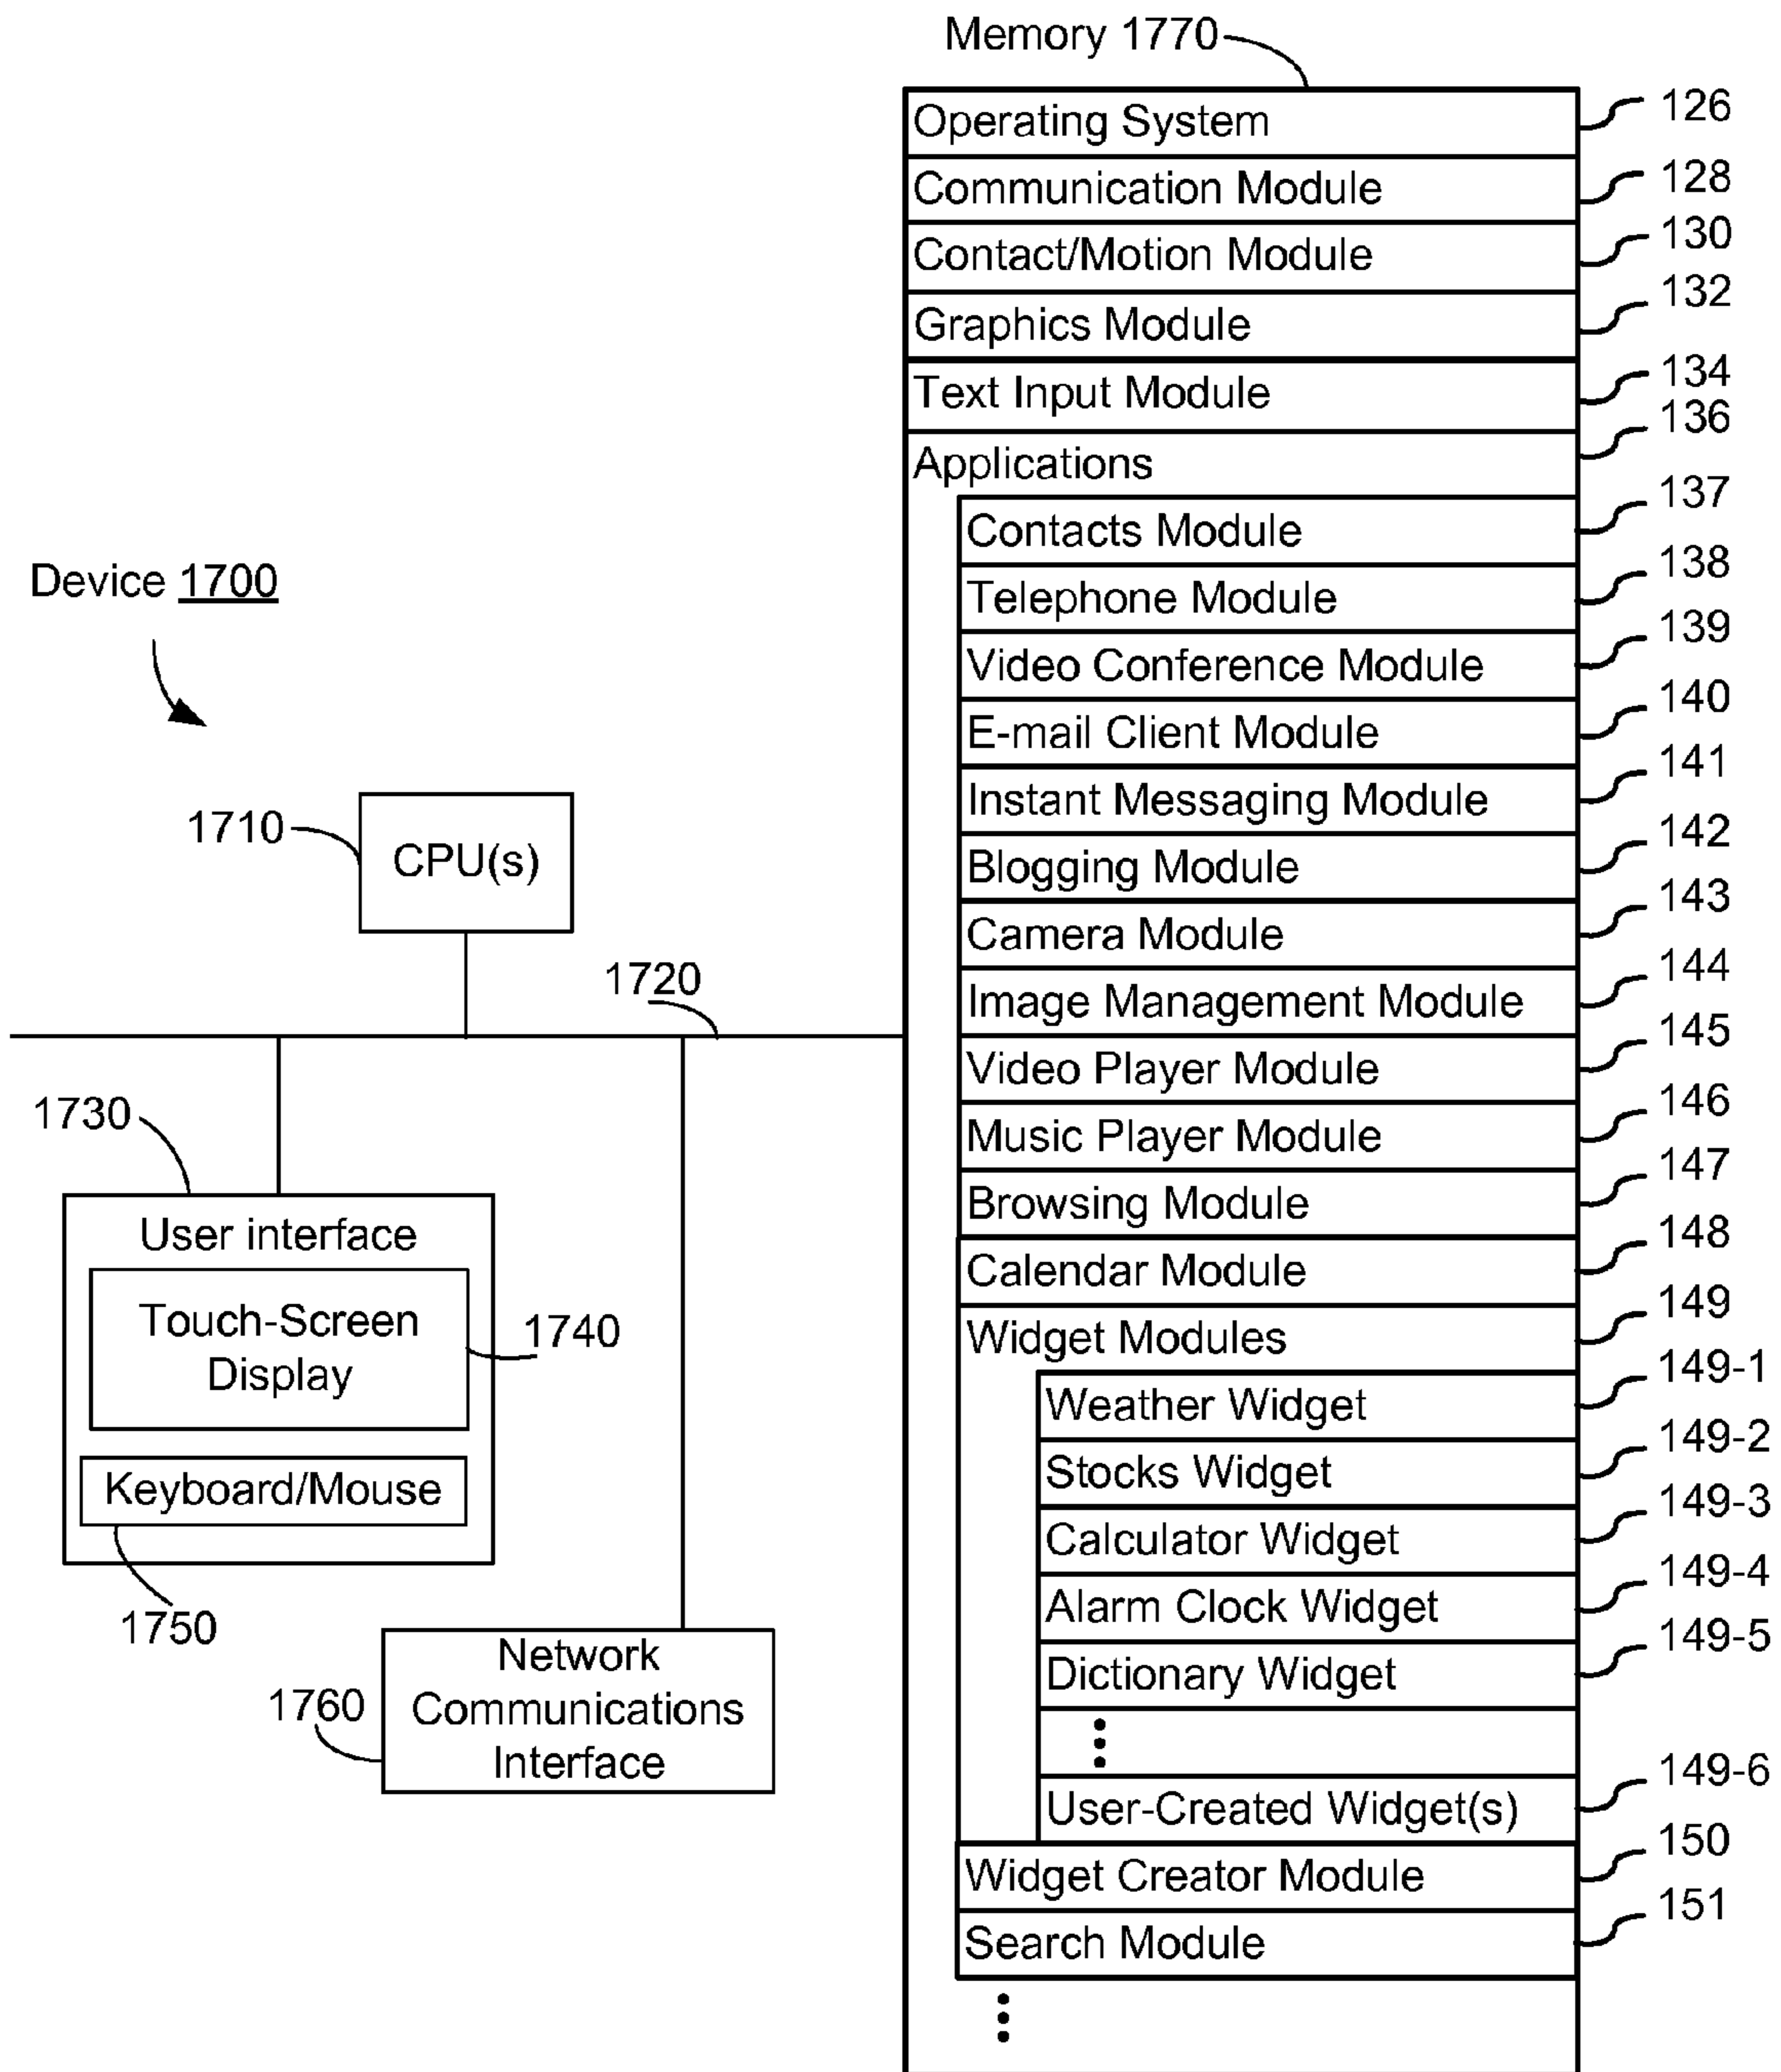 Memory 1770
Operating System 126
Communication Module 128
Contact/Motion Module 130
Graphics Module 132
Text Input Module 134
Applications 136
Contacts Module 137
Telephone Module 138
Video Conference Module 139
E-mail Client Module 140
Instant Messaging Module 141
Blogging Module 142
Camera Module 143
Image Management Module 144
Video Player Module 145
Music Player Module 146
Browsing Module 147
Calendar Module 148
Widget Modules 149
Weather Widget 149-1
Stocks Widget 149-2
Calculator Widget 149-3
Alarm Clock Widget 149-4
Dictionary Widget 149-5
User-Created Widget(s) 149-6
Widget Creator Module 150
Search Module 151
Device 1700
1710
CPU(s)
1720
1730
User interface
Touch-Screen
Display
1740
Keyboard/Mouse
1750
Network
Communications
Interface
1760